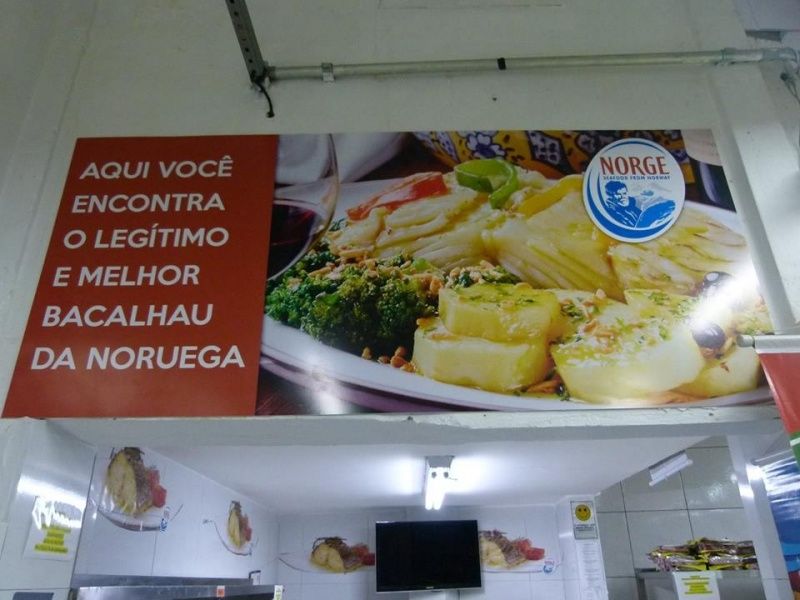 AQUI VOCÊ
ENCONTRA
O LEGÍTIMO
E MELHOR
BACALHAU
DA NORUEGA
NORGE
SEAFOOD FROM NORWAY